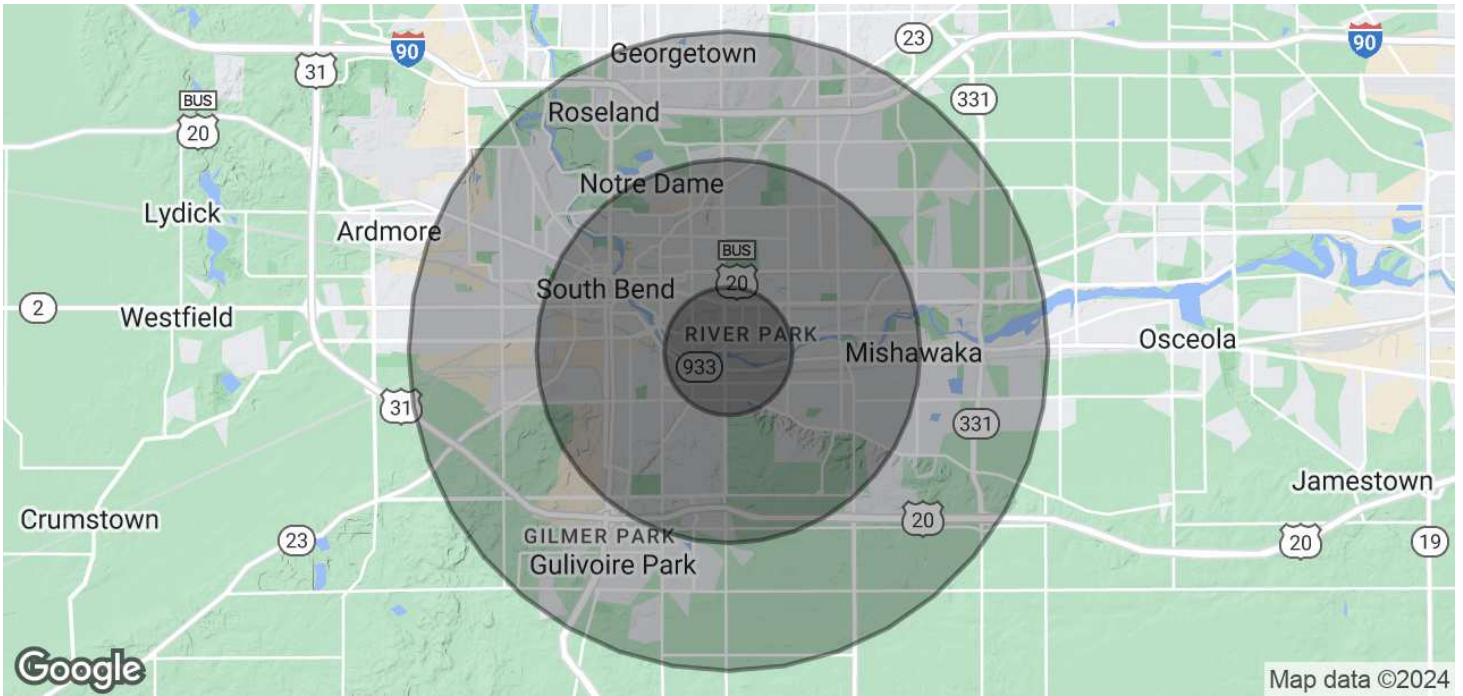 Georgetown
23
90
90
31
BUS
20
331
Roseland
Notre Dame
Lydick
Ardmore
BUS
20
South Bend
2
Westfield
RIVER PARK
Osceola
Mishawaka
933
31
331
Jamestown
Crumstown
20
GILMER PARK
23
20
19
Gulivoire Park
Google
Map data ©2024